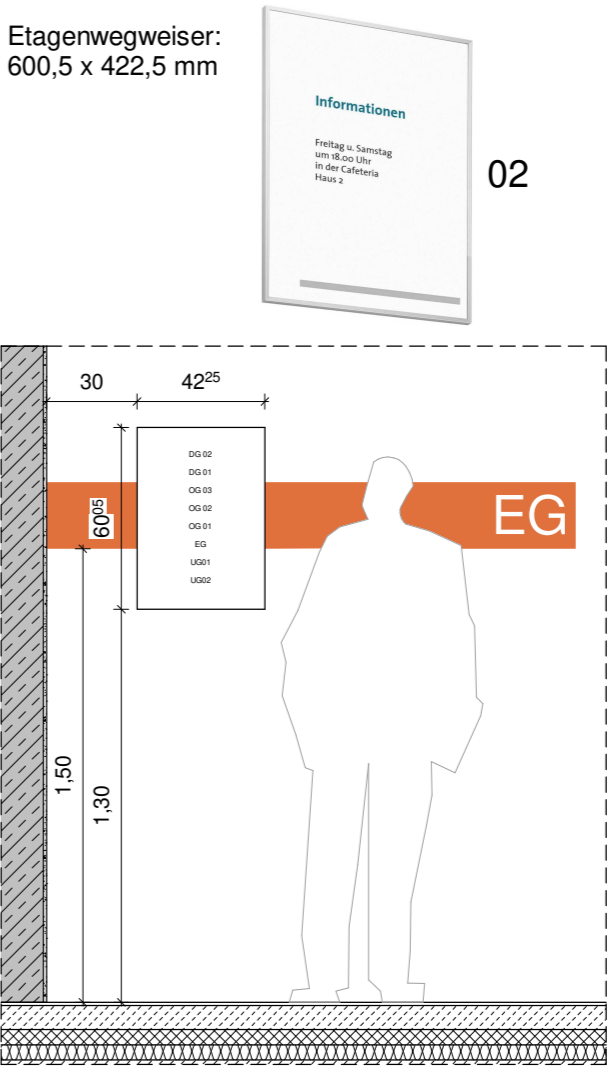 Etagenwegweiser:
600,5 x 422,5 mm
Informationen
Freitag u. Samstag
um 18.00 Uhr
in der Cafeteria
Haus 2
02
30
42²⁵
60⁰⁵
DG 02
DG 01
OG 03
OG 02
OG 01
EG
UG01
UG02
EG
1,50
1,30